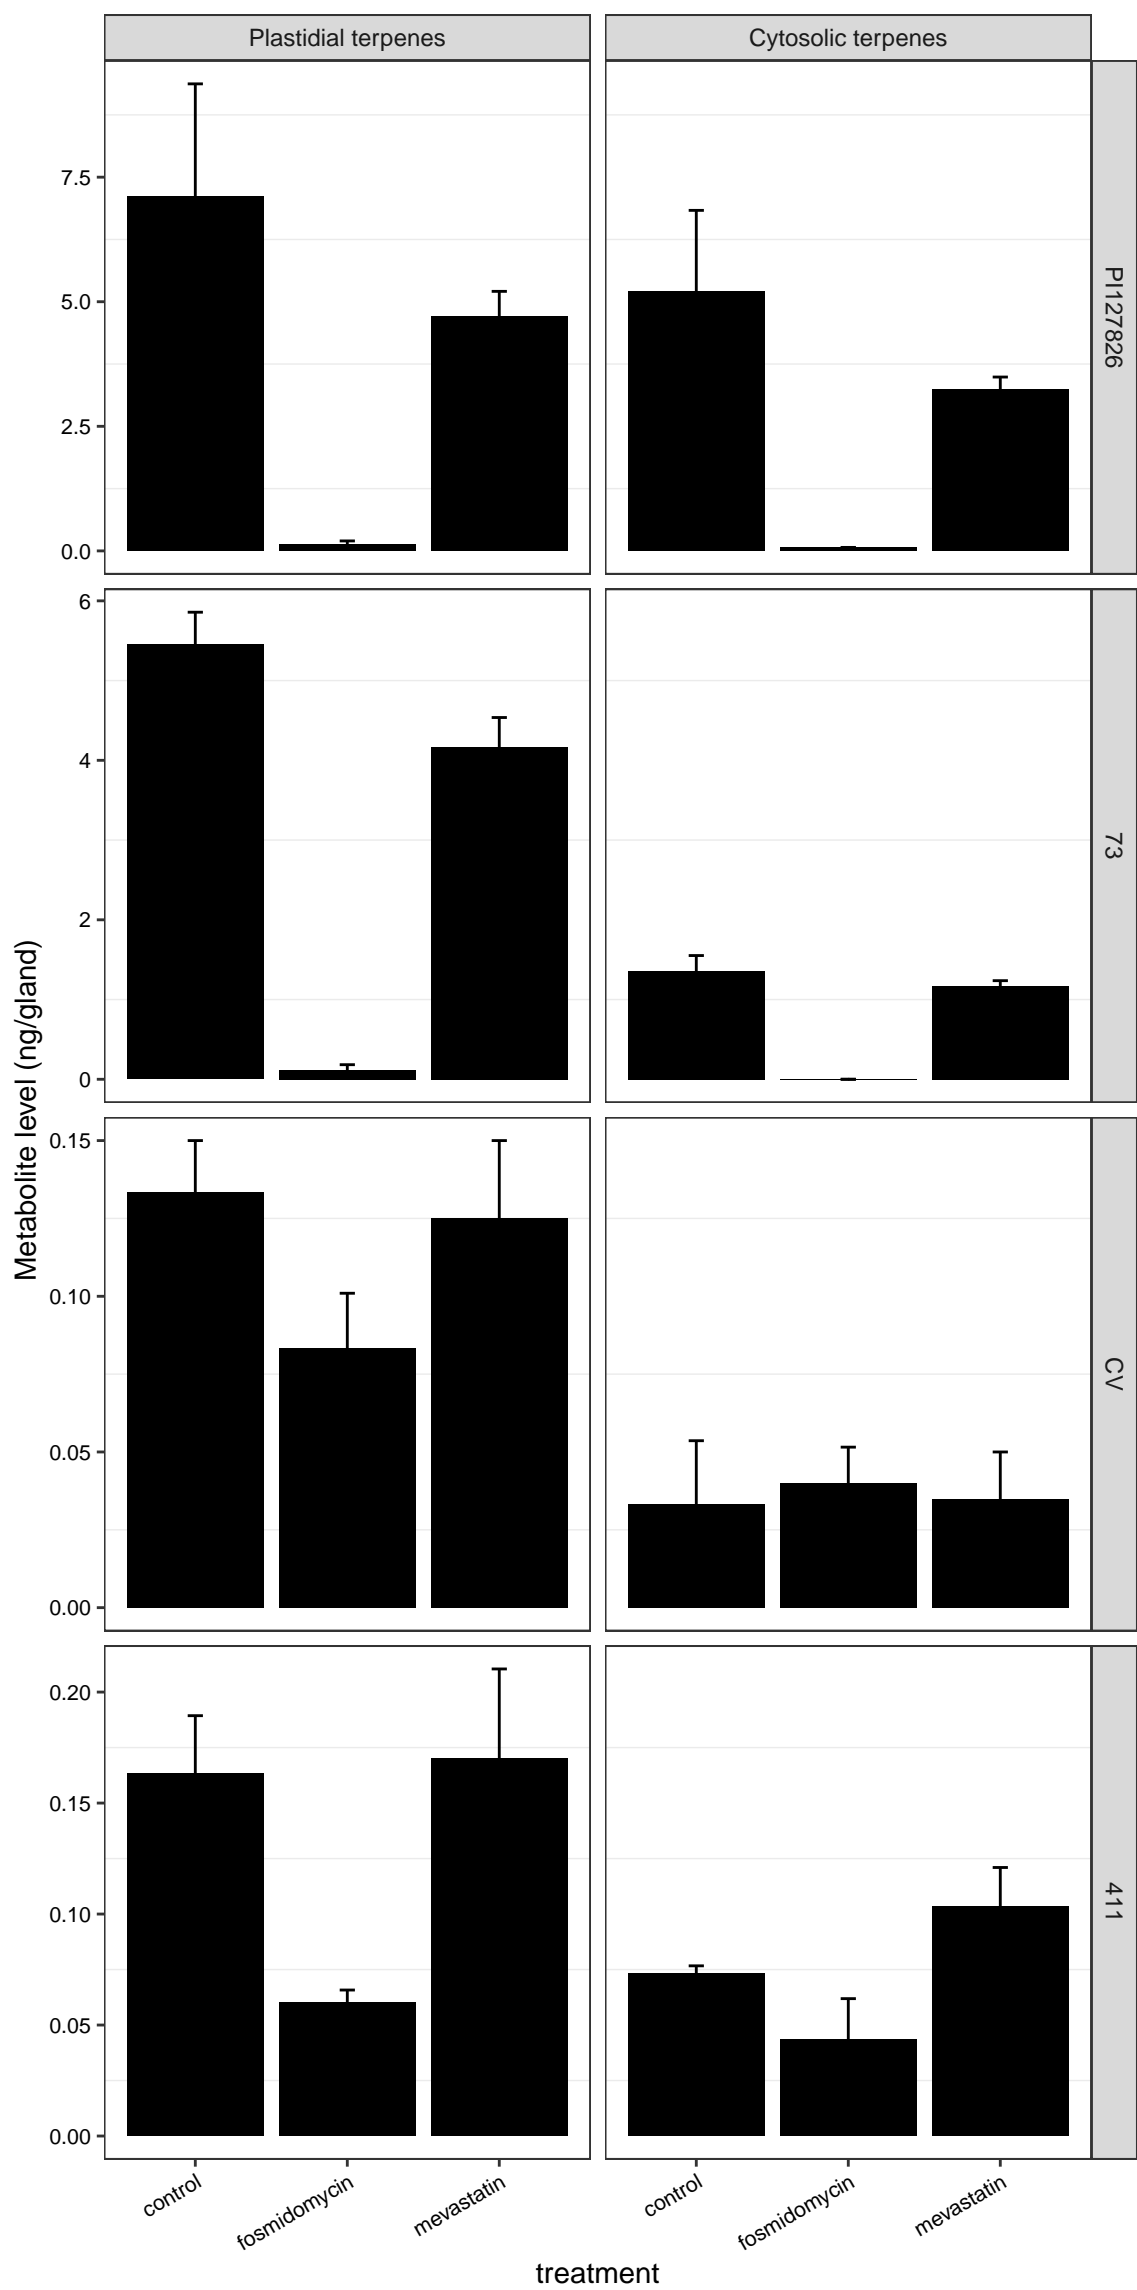 Plastidial terpenes
Cytosolic terpenes
PI127826
7.5
5.0
2.5
0.0
73
6
4
2
0
Metabolite level (ng/gland)
CV
0.15
0.10
0.05
0.00
411
0.20
0.15
0.10
0.05
0.00
control
fosmidomycin
mevastatin
control
fosmidomycin
mevastatin
treatment